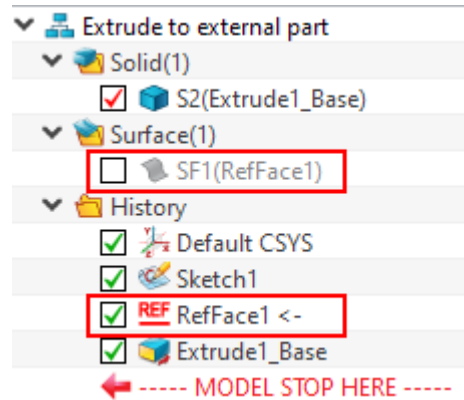 Extrude to external part
Solid(1)
S2(Extrude1_Base)
Surface(1)
SF1(RefFace1)
History
Default CSYS
Sketch1
REF RefFace1 <-
Extrude1_Base
----- MODEL STOP HERE -----